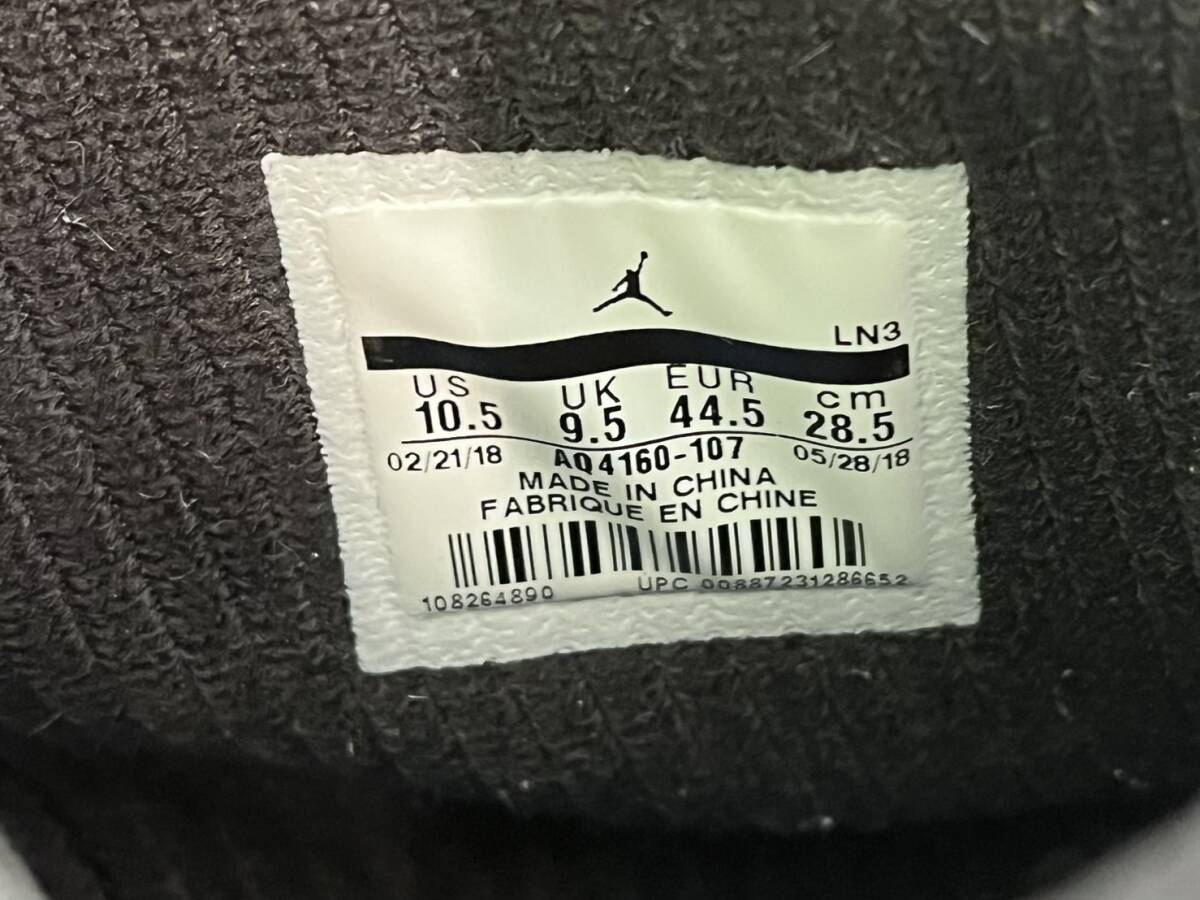 LN3
US UK EUR cm
10.5 9.5 44.5 28.5
02/21/18 AQ4160-107 05/28/18
MADE IN CHINA
FABRIQUE EN CHINE
108264890 UPC 00887231286652